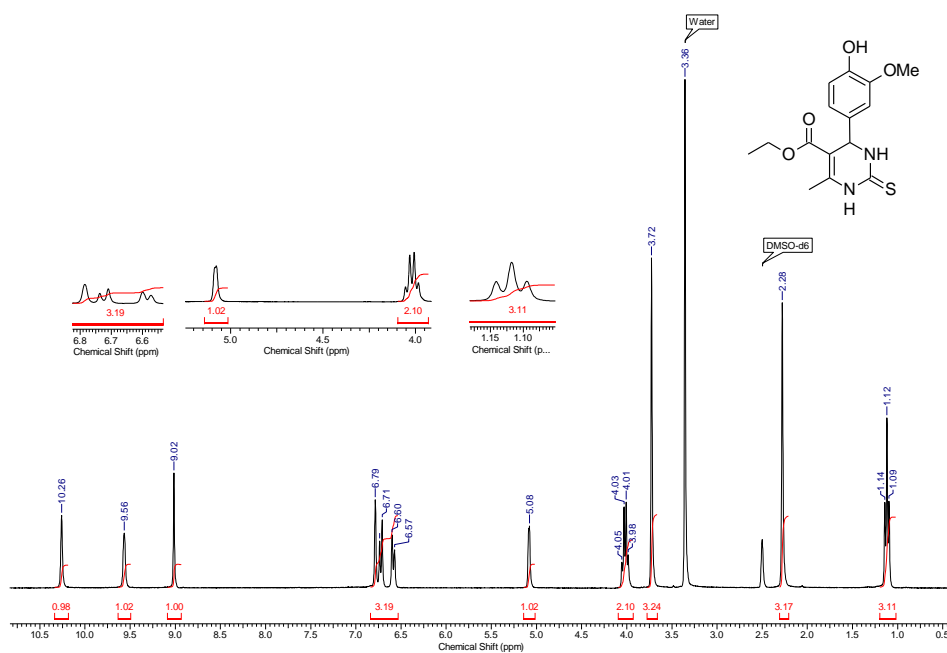 Water
3.36
OH
OMe
O
O
NH
N
H
S
DMSO-d6
3.72
2.28
3.19
6.8 6.7 6.6
Chemical Shift (ppm)
1.02
2.10
5.0 4.5 4.0
Chemical Shift (ppm)
3.11
1.15 1.10
Chemical Shift (p...
10.26
9.56
9.02
6.79
6.71
6.60
6.57
5.08
4.05
4.03
4.01
3.98
1.14
1.12
1.09
0.98 1.02 1.00 3.19 1.02 2.10 3.24 3.17 3.11
10.5 10.0 9.5 9.0 8.5 8.0 7.5 7.0 6.5 6.0 5.5 5.0 4.5 4.0 3.5 3.0 2.5 2.0 1.5 1.0 0.5
Chemical Shift (ppm)